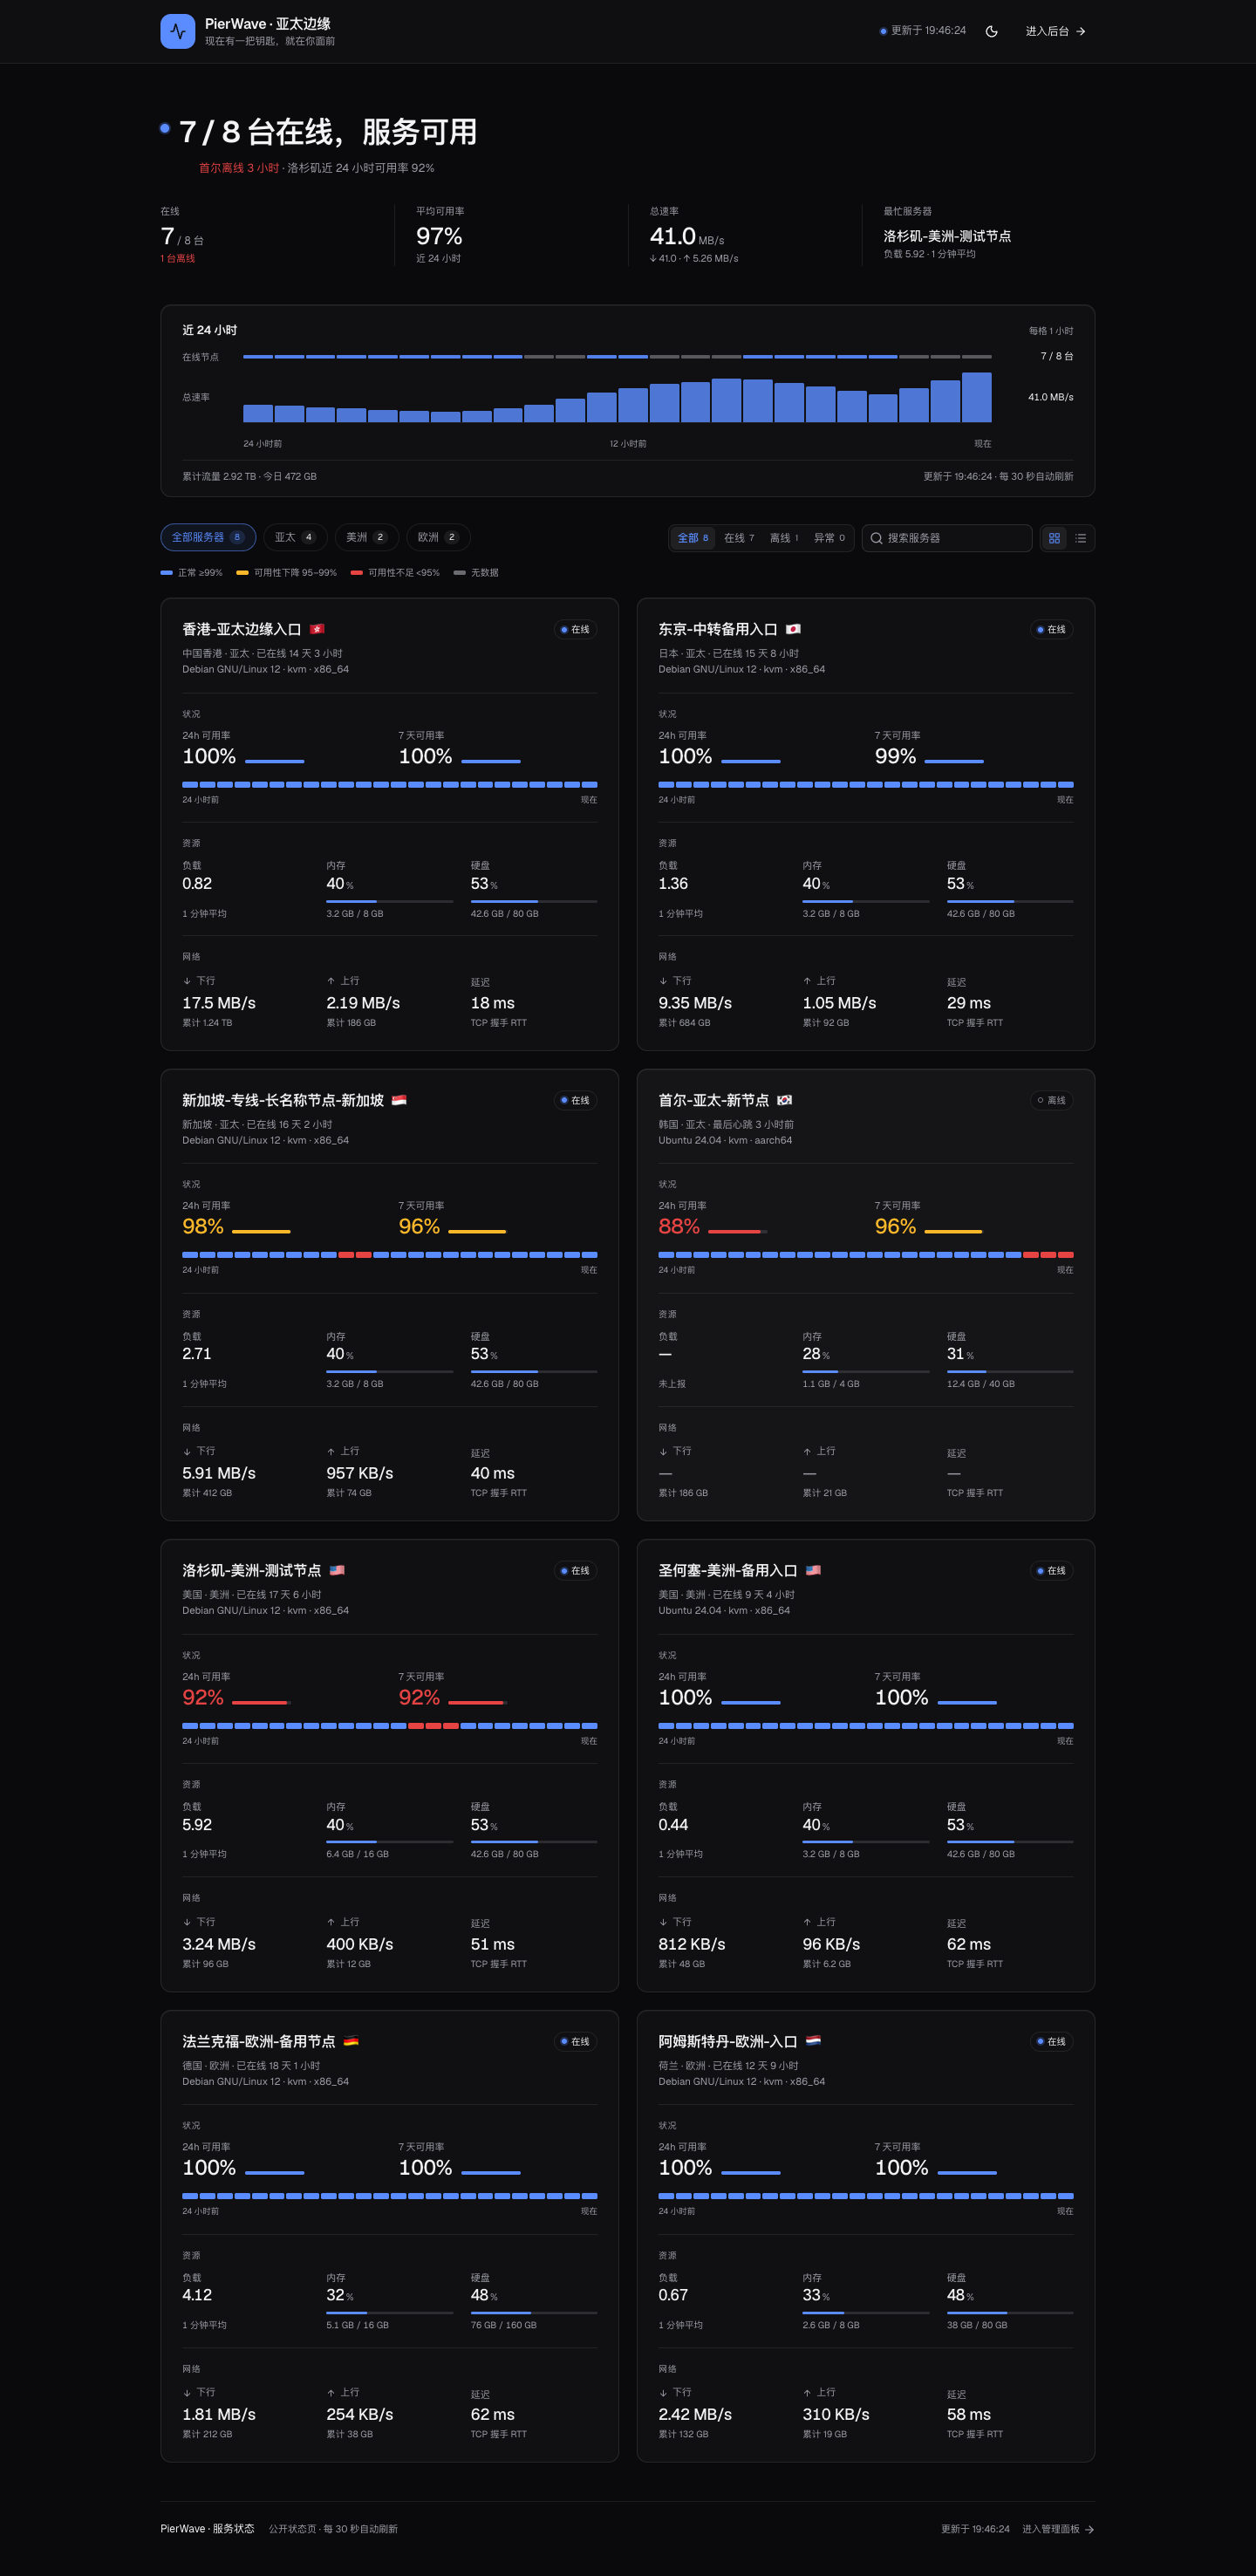 PierWave · 亚太边缘
现在有一把钥匙，就在你面前
更新于 19:46:24
进入后台 →
7 / 8 台在线，服务可用
首尔离线 3 小时 · 洛杉矶近 24 小时可用率 92%
在线
7 / 8 台
1 台离线
平均可用率
97%
近 24 小时
总速率
41.0 MB/s
↓ 41.0 · ↑ 5.26 MB/s
最忙服务器
洛杉矶-美洲-测试节点
负载 5.92 · 1 分钟平均
近 24 小时
每格 1 小时
在线节点
7 / 8 台
总速率
41.0 MB/s
24 小时前 12 小时前 现在
累计流量 2.92 TB · 今日 472 GB
更新于 19:46:24 · 每 30 秒自动刷新
全部服务器 8 亚太 4 美洲 2 欧洲 2
全部 8 在线 7 离线 1 异常 0
搜索服务器
正常 ≥99% 可用性下降 95–99% 可用性不足 <95% 无数据
香港-亚太边缘入口
在线
中国香港 · 亚太 · 已在线 14 天 3 小时
Debian GNU/Linux 12 · kvm · x86_64
状况
24h 可用率 7 天可用率
100% 100%
24 小时前 现在
资源
负载 内存 硬盘
0.82 40% 53%
1 分钟平均 3.2 GB / 8 GB 42.6 GB / 80 GB
网络
↓ 下行 ↑ 上行 延迟
17.5 MB/s 2.19 MB/s 18 ms
累计 1.24 TB 累计 186 GB TCP 握手 RTT
东京-中转备用入口
在线
日本 · 亚太 · 已在线 15 天 8 小时
Debian GNU/Linux 12 · kvm · x86_64
状况
24h 可用率 7 天可用率
100% 99%
24 小时前 现在
资源
负载 内存 硬盘
1.36 40% 53%
1 分钟平均 3.2 GB / 8 GB 42.6 GB / 80 GB
网络
↓ 下行 ↑ 上行 延迟
9.35 MB/s 1.05 MB/s 29 ms
累计 684 GB 累计 92 GB TCP 握手 RTT
新加坡-专线-长名称节点-新加坡
在线
新加坡 · 亚太 · 已在线 16 天 2 小时
Debian GNU/Linux 12 · kvm · x86_64
状况
24h 可用率 7 天可用率
98% 96%
24 小时前 现在
资源
负载 内存 硬盘
2.71 40% 53%
1 分钟平均 3.2 GB / 8 GB 42.6 GB / 80 GB
网络
↓ 下行 ↑ 上行 延迟
5.91 MB/s 957 KB/s 40 ms
累计 412 GB 累计 74 GB TCP 握手 RTT
首尔-亚太-新节点
离线
韩国 · 亚太 · 最后心跳 3 小时前
Ubuntu 24.04 · kvm · aarch64
状况
24h 可用率 7 天可用率
88% 96%
24 小时前 现在
资源
负载 内存 硬盘
— 28% 31%
未上报 1.1 GB / 4 GB 12.4 GB / 40 GB
网络
↓ 下行 ↑ 上行 延迟
— — —
累计 186 GB 累计 21 GB TCP 握手 RTT
洛杉矶-美洲-测试节点
在线
美国 · 美洲 · 已在线 17 天 6 小时
Debian GNU/Linux 12 · kvm · x86_64
状况
24h 可用率 7 天可用率
92% 92%
24 小时前 现在
资源
负载 内存 硬盘
5.92 40% 53%
1 分钟平均 6.4 GB / 16 GB 42.6 GB / 80 GB
网络
↓ 下行 ↑ 上行 延迟
3.24 MB/s 400 KB/s 51 ms
累计 96 GB 累计 12 GB TCP 握手 RTT
圣何塞-美洲-备用入口
在线
美国 · 美洲 · 已在线 9 天 4 小时
Ubuntu 24.04 · kvm · x86_64
状况
24h 可用率 7 天可用率
100% 100%
24 小时前 现在
资源
负载 内存 硬盘
0.44 40% 53%
1 分钟平均 3.2 GB / 8 GB 42.6 GB / 80 GB
网络
↓ 下行 ↑ 上行 延迟
812 KB/s 96 KB/s 62 ms
累计 48 GB 累计 6.2 GB TCP 握手 RTT
法兰克福-欧洲-备用节点
在线
德国 · 欧洲 · 已在线 18 天 1 小时
Debian GNU/Linux 12 · kvm · x86_64
状况
24h 可用率 7 天可用率
100% 100%
24 小时前 现在
资源
负载 内存 硬盘
4.12 32% 48%
1 分钟平均 5.1 GB / 16 GB 76 GB / 160 GB
网络
↓ 下行 ↑ 上行 延迟
1.81 MB/s 254 KB/s 62 ms
累计 212 GB 累计 38 GB TCP 握手 RTT
阿姆斯特丹-欧洲-入口
在线
荷兰 · 欧洲 · 已在线 12 天 9 小时
Debian GNU/Linux 12 · kvm · x86_64
状况
24h 可用率 7 天可用率
100% 100%
24 小时前 现在
资源
负载 内存 硬盘
0.67 33% 48%
1 分钟平均 2.6 GB / 8 GB 38 GB / 80 GB
网络
↓ 下行 ↑ 上行 延迟
2.42 MB/s 310 KB/s 58 ms
累计 132 GB 累计 19 GB TCP 握手 RTT
PierWave · 服务状态 公开状态页 · 每 30 秒自动刷新
更新于 19:46:24 进入管理面板 →